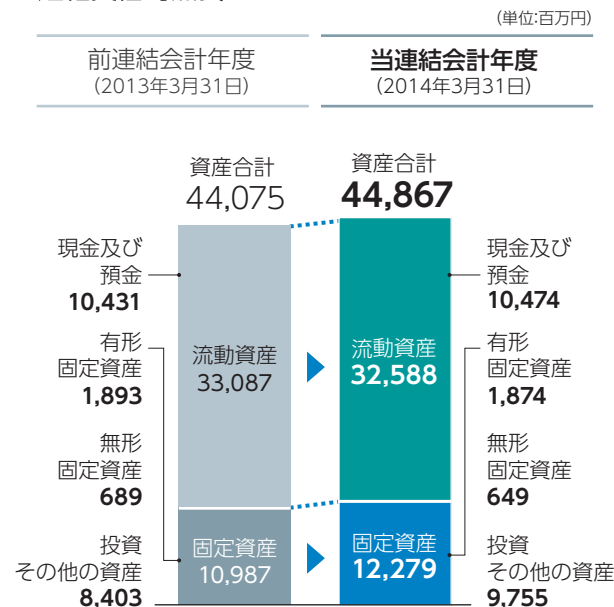 (単位:百万円)
前連結会計年度
(2013年3月31日)
当連結会計年度
(2014年3月31日)
資産合計
44,075
資産合計
44,867
現金及び
預金
10,431
有形
固定資産
1,893
無形
固定資産
689
投資
その他の資産
8,403
流動資産
33,087
固定資産
10,987
流動資産
32,588
固定資産
12,279
現金及び
預金
10,474
有形
固定資産
1,874
無形
固定資産
649
投資
その他の資産
9,755